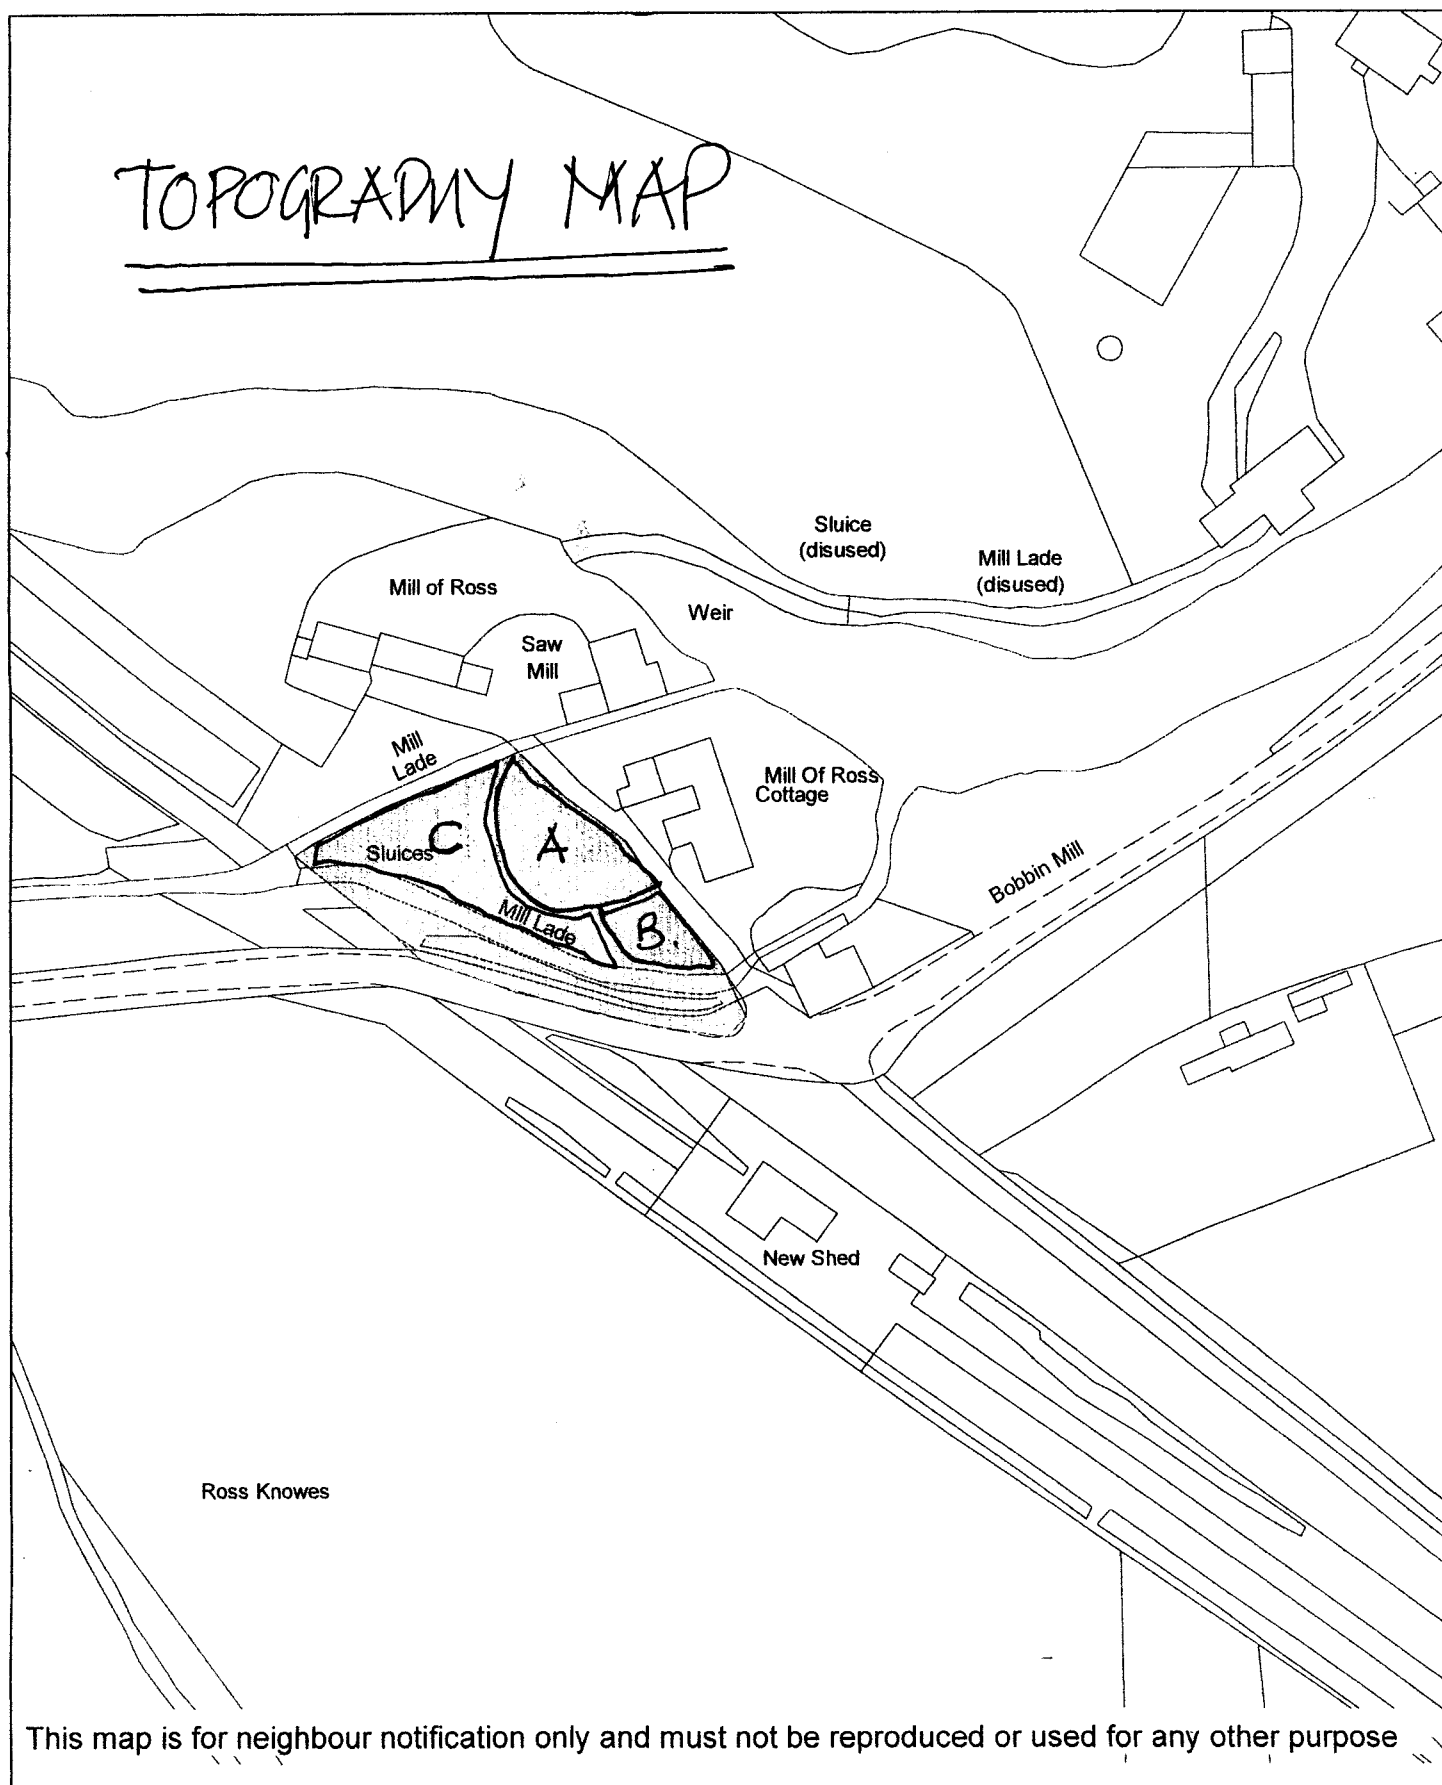 TOPOGRAPHY MAP
Sluice
(disused)
Mill Lade
(disused)
Mill of Ross
Weir
Saw
Mill
Mill
Lade
Mill Of Ross
Cottage
C
A
Sluices
Bobbin Mill
Mill Lade
B.
New Shed
Ross Knowes
This map is for neighbour notification only and must not be reproduced or used for any other purpose